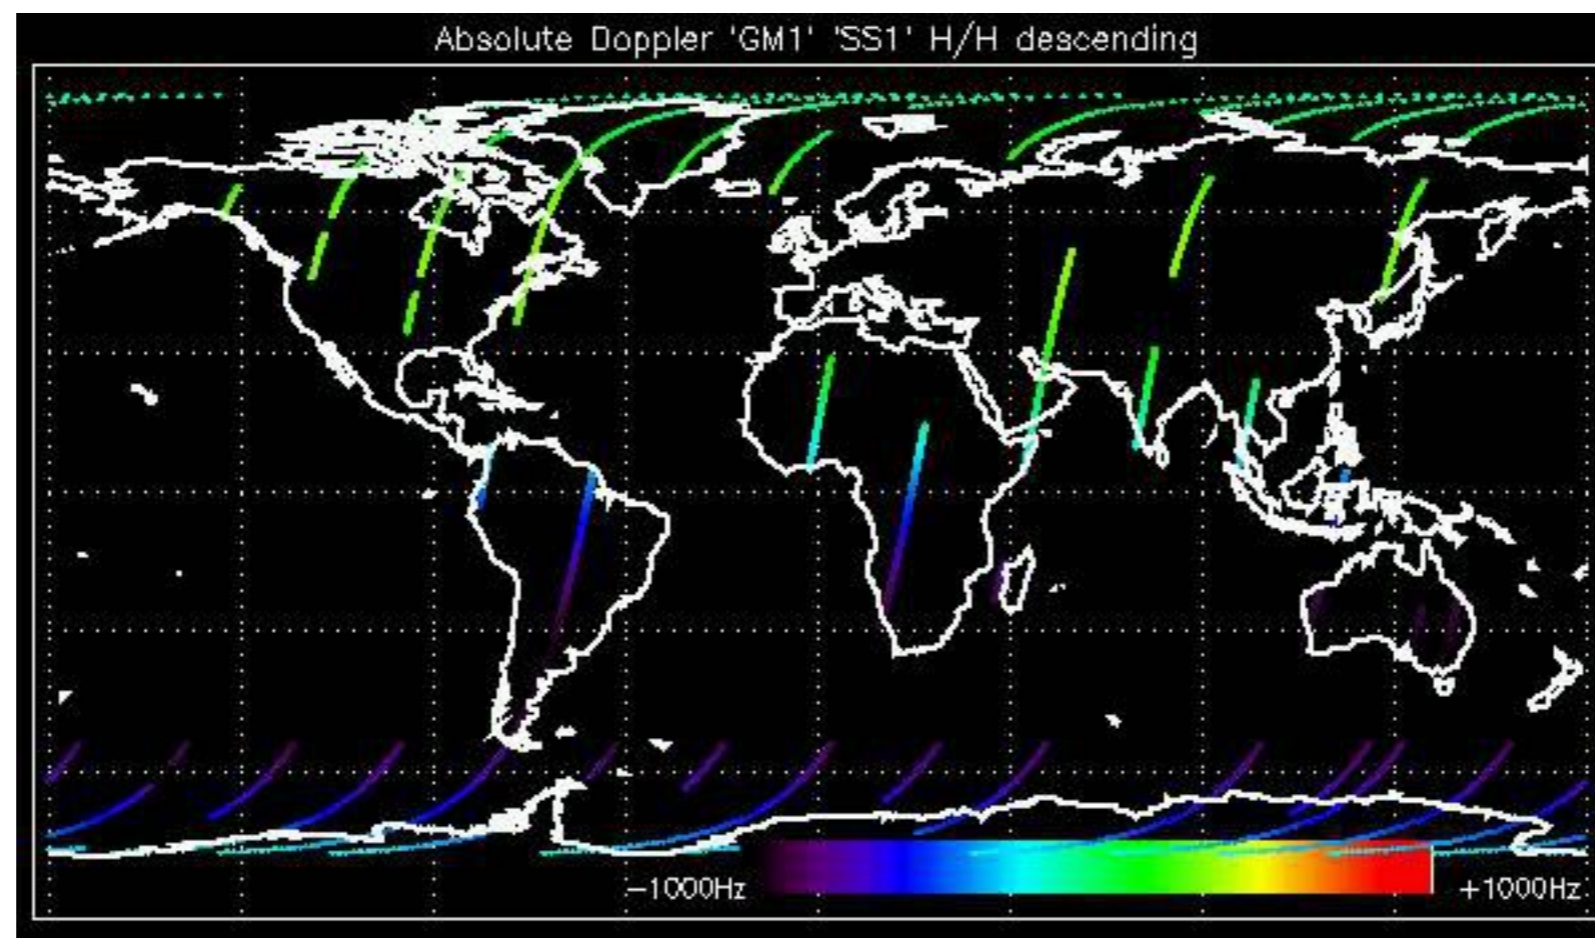 Absolute Doppler 'GM1' 'SS1' H/H descending
-1000Hz
+1000Hz